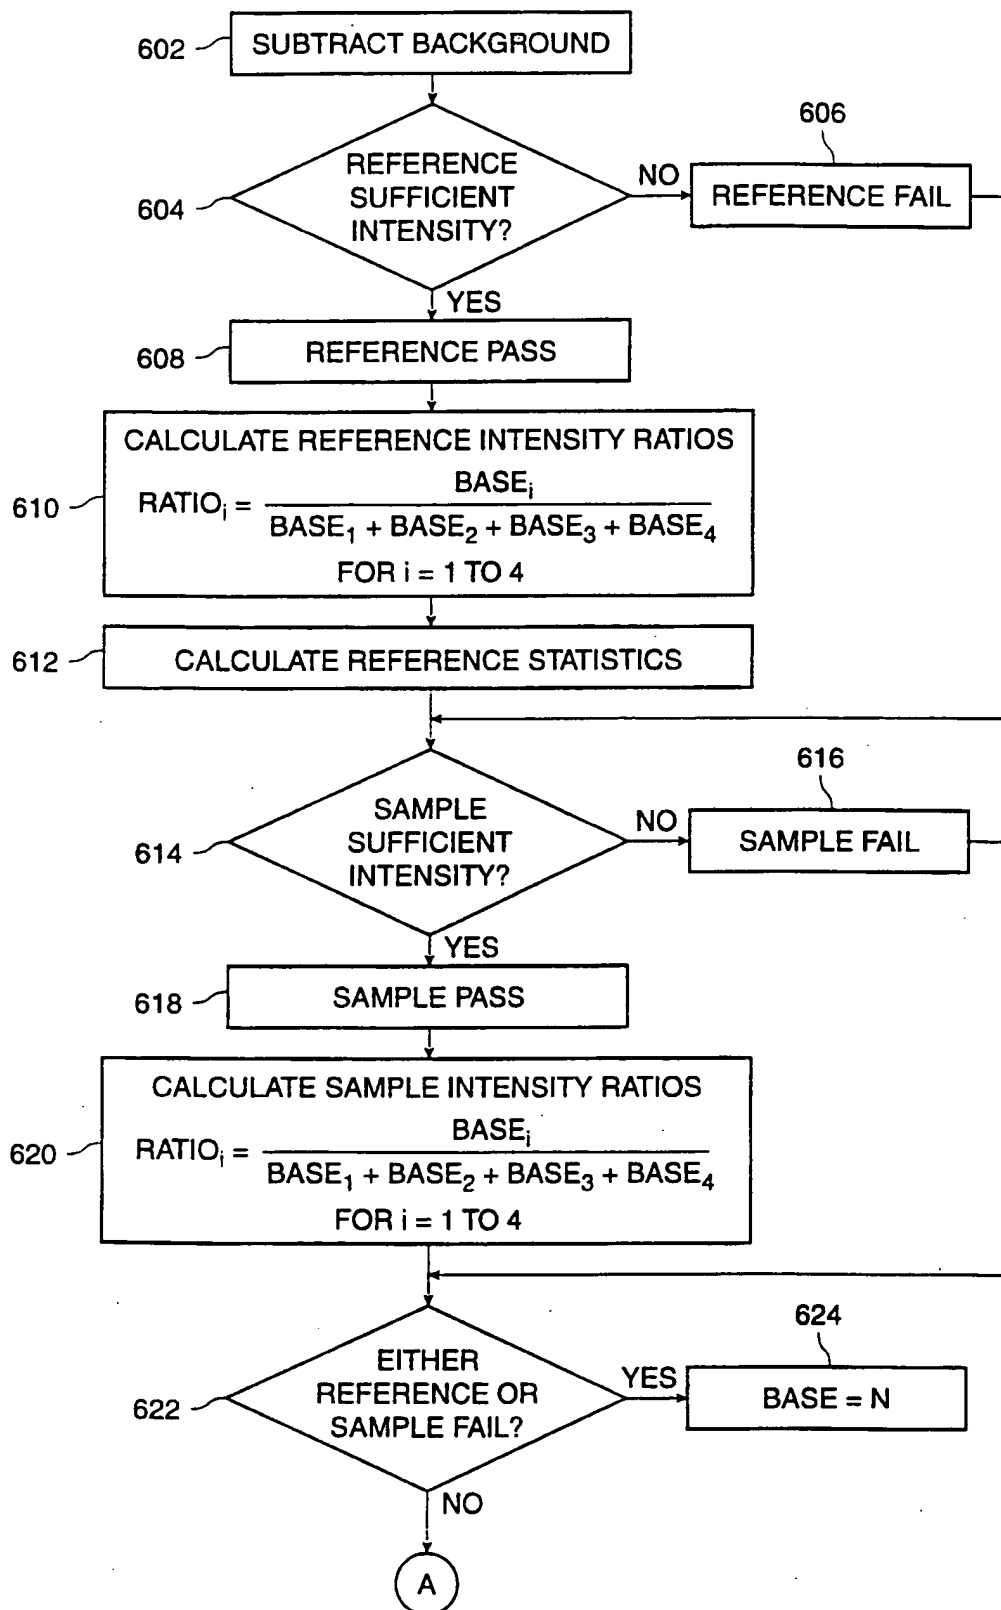 602
SUBTRACT BACKGROUND
606
604
REFERENCE
SUFFICIENT
INTENSITY?
NO
REFERENCE FAIL
YES
608
REFERENCE PASS
610
CALCULATE REFERENCE INTENSITY RATIOS
RATIOᵢ = BASEᵢ
BASE₁ + BASE₂ + BASE₃ + BASE₄
FOR i = 1 TO 4
612
CALCULATE REFERENCE STATISTICS
616
614
SAMPLE
SUFFICIENT
INTENSITY?
NO
SAMPLE FAIL
YES
618
SAMPLE PASS
620
CALCULATE SAMPLE INTENSITY RATIOS
RATIOᵢ = BASEᵢ
BASE₁ + BASE₂ + BASE₃ + BASE₄
FOR i = 1 TO 4
624
622
EITHER
REFERENCE OR
SAMPLE FAIL?
YES
BASE = N
NO
A